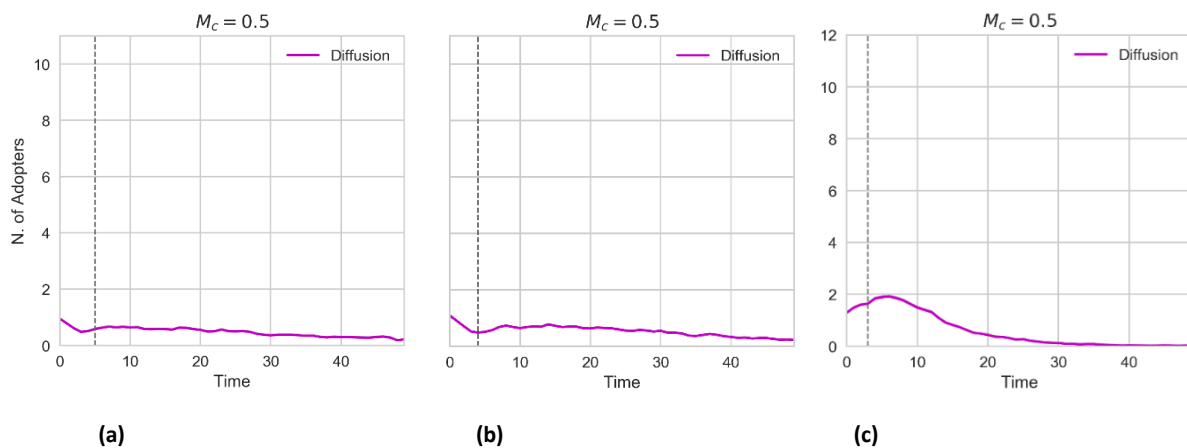 M_c = 0.5
Diffusion
N. of Adopters
10
8
6
4
2
0
0 10 20 30 40
Time
(a)
M_c = 0.5
Diffusion
0 10 20 30 40
Time
(b)
M_c = 0.5
Diffusion
12
10
8
6
4
2
0
0 10 20 30 40
Time
(c)